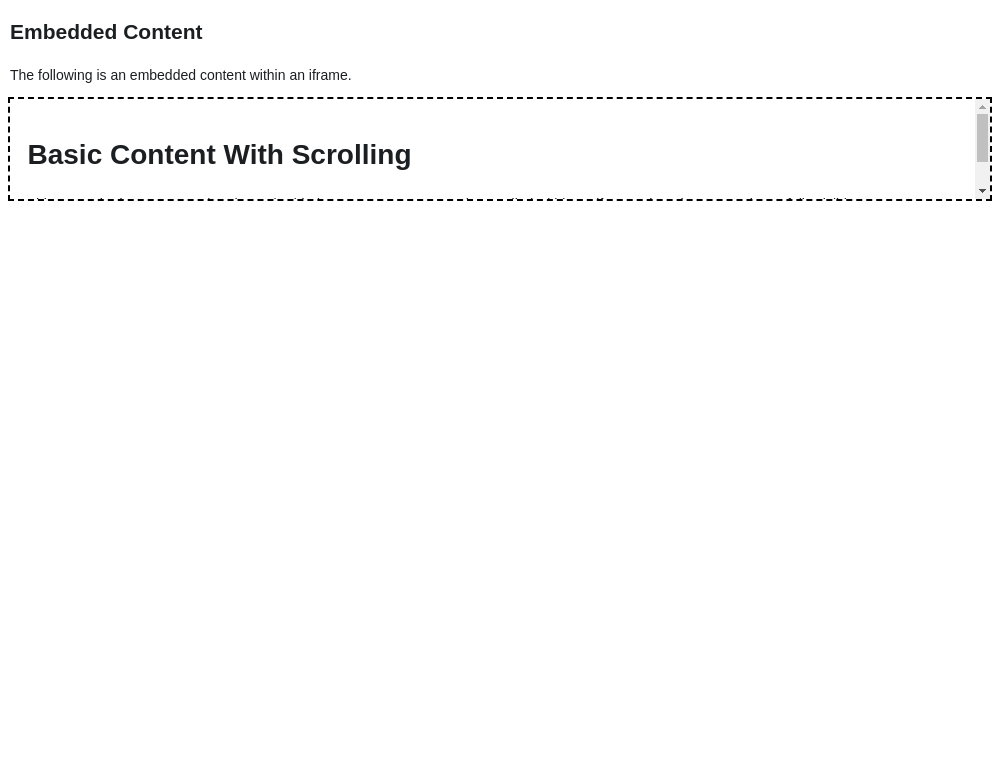 Embedded Content
The following is an embedded content within an iframe.
Basic Content With Scrolling